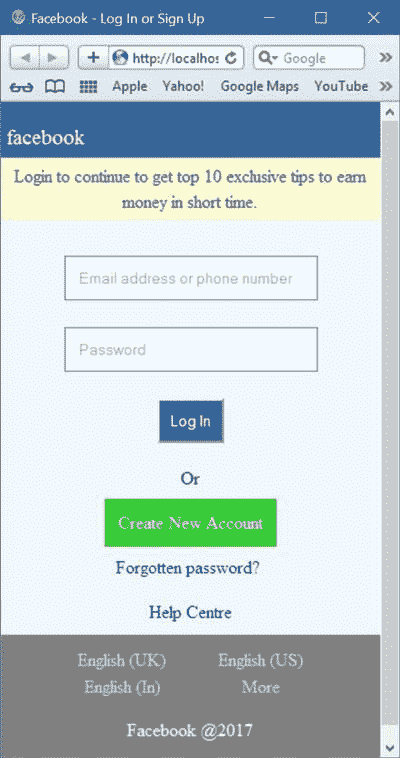 Facebook - Log In or Sign Up
http://localhos
Google
Apple Yahoo! Google Maps YouTube
facebook
Login to continue to get top 10 exclusive tips to earn
money in short time.
Email address or phone number
Password
Log In
Or
Create New Account
Forgotten password?
Help Centre
English (UK) English (US)
English (In) More
Facebook @2017